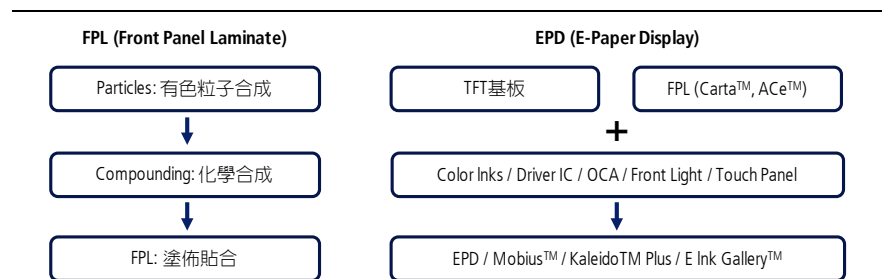 FPL (Front Panel Laminate)
Particles: 有色粒子合成
Compounding: 化學合成
FPL: 塗佈貼合
EPD (E-Paper Display)
TFT基板
FPL (Carta™, ACe™)
+
Color Inks / Driver IC / OCA / Front Light / Touch Panel
EPD / Mobius™ / KaleidoTM Plus / E Ink Gallery™